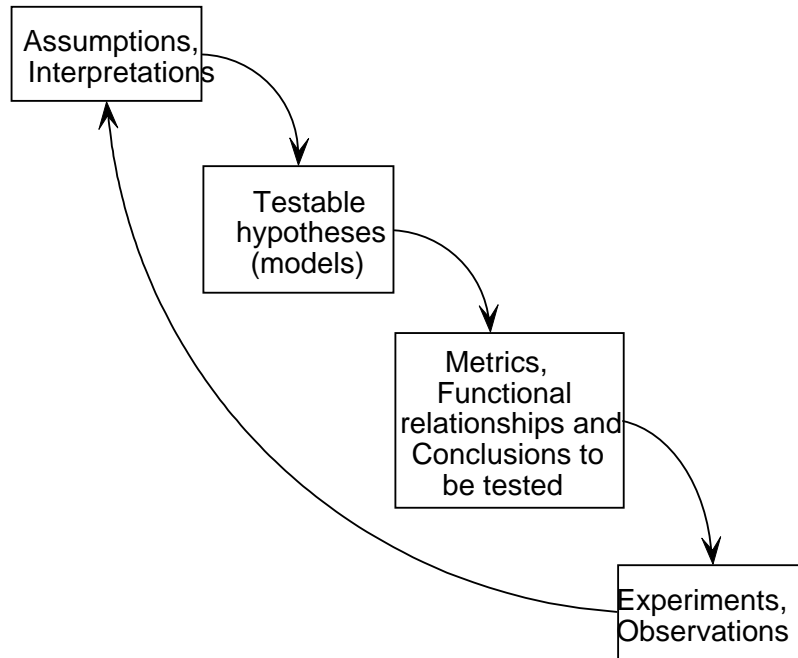 Assumptions,
Interpretations
Testable
hypotheses
(models)
Metrics,
Functional
relationships and
Conclusions to
be tested
Experiments,
Observations